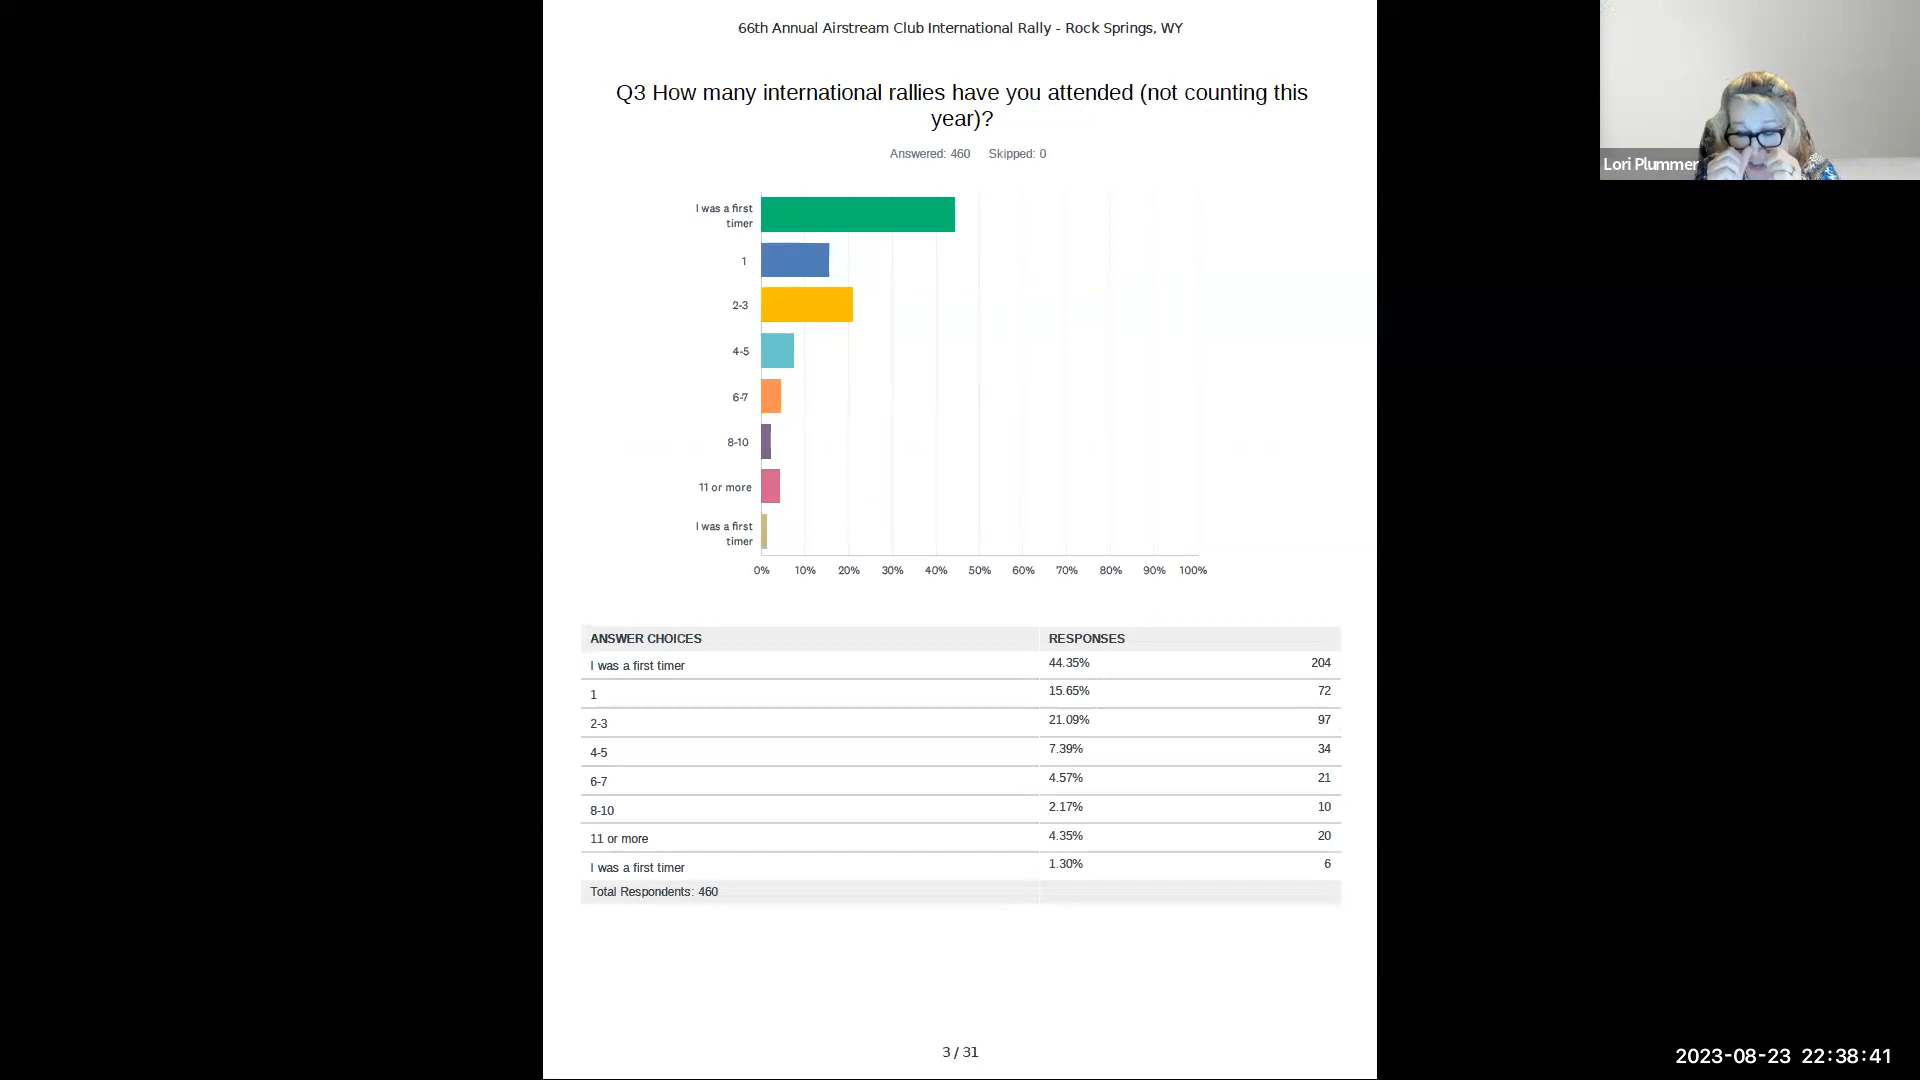 66th Annual Airstream Club International Rally - Rock Springs, WY
Q3 How many international rallies have you attended (not counting this
year)?
Answered: 460 Skipped: 0
I was a first
timer
1
2-3
4-5
6-7
8-10
11 or more
I was a first
timer
0% 10% 20% 30% 40% 50% 60% 70% 80% 90% 100%
ANSWER CHOICES RESPONSES
I was a first timer 44.35% 204
1 15.65% 72
2-3 21.09% 97
4-5 7.39% 34
6-7 4.57% 21
8-10 2.17% 10
11 or more 4.35% 20
I was a first timer 1.30% 6
Total Respondents: 460
3 / 31
Lori Plummer
2023-08-23 22:38:41